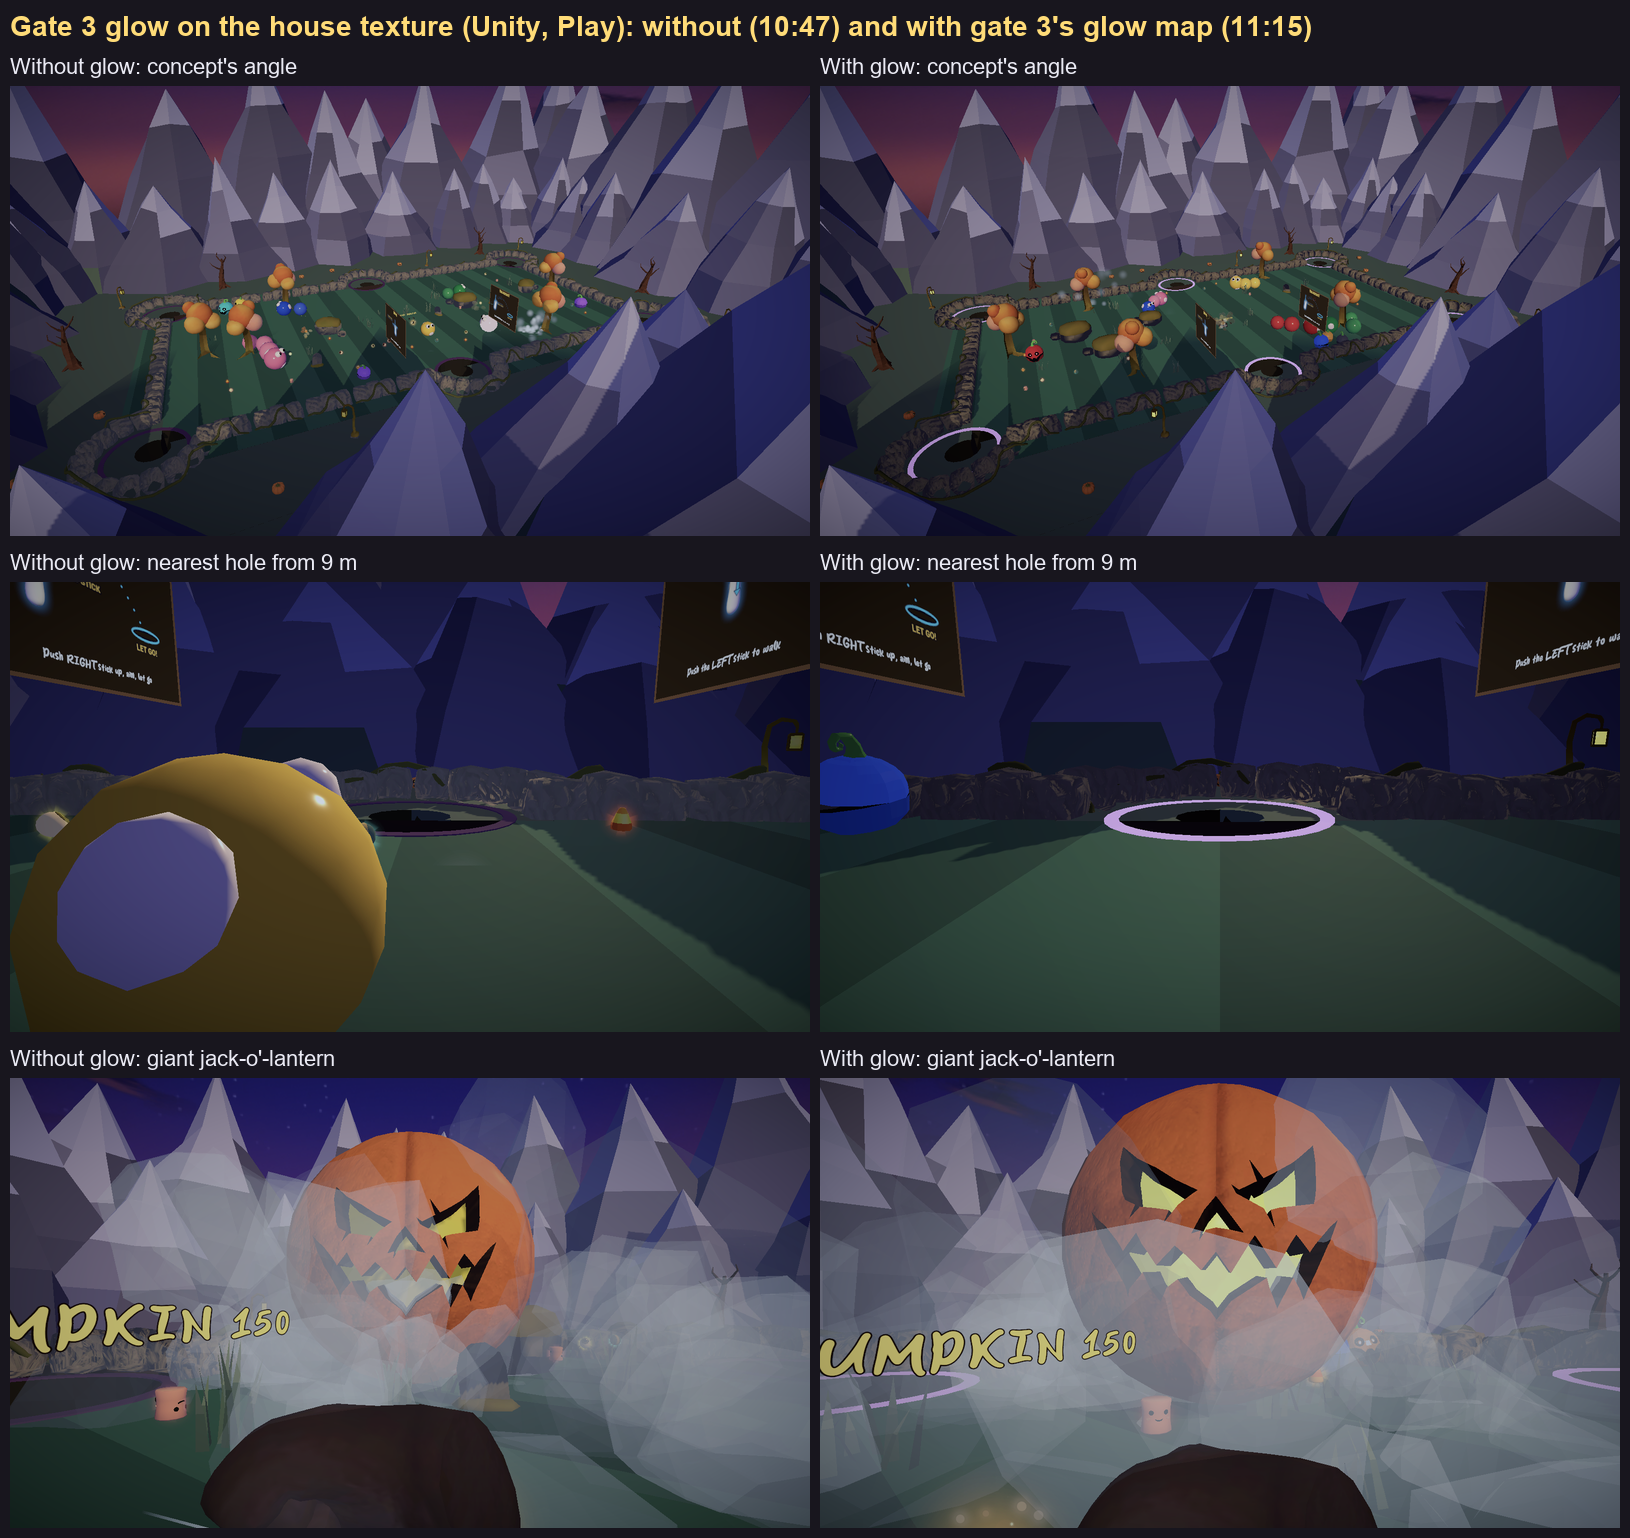 Gate 3 glow on the house texture (Unity, Play): without (10:47) and with gate 3's glow map (11:15)
Without glow: concept's angle
With glow: concept's angle
Without glow: nearest hole from 9 m
With glow: nearest hole from 9 m
STICK
LET GO!
Push RIGHT stick up, aim, let go
Push the LEFT stick to walk
LET GO!
RIGHT stick up, aim, let go
Push the LEFT stick to wa
Without glow: giant jack-o'-lantern
With glow: giant jack-o'-lantern
MPKIN 150
UMPKIN 150